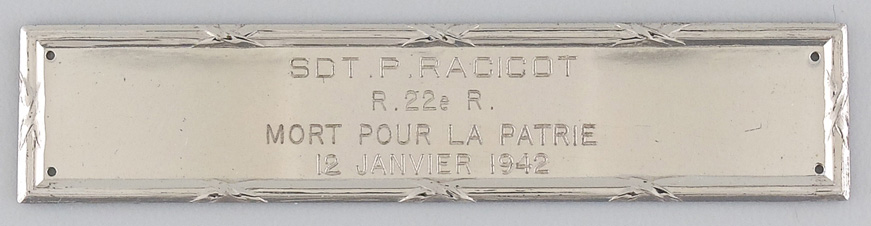 SDT. P. RACICOT
R. 22e R.
MORT POUR LA PATRIE
12 JANVIER 1942